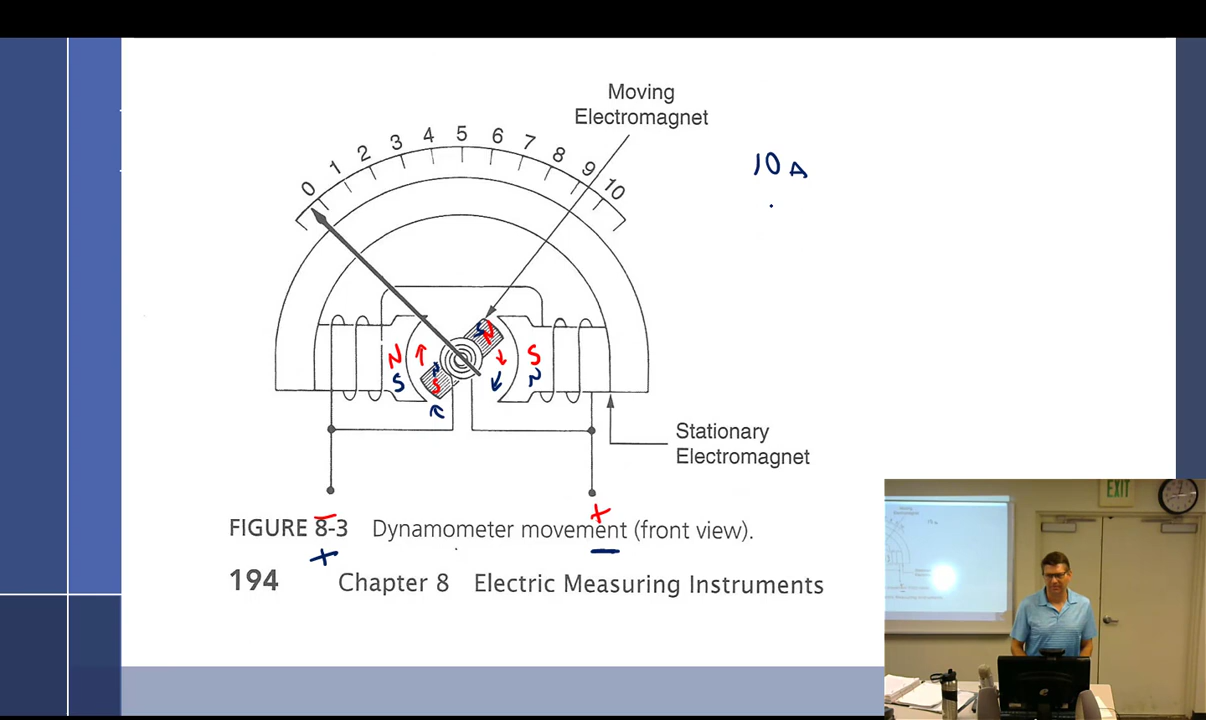 Moving
Electromagnet
0 1 2 3 4 5 6 7 8 9 10
10 A
S N
N S
S N
N
S
Stationary
Electromagnet
− +
FIGURE 8-3 Dynamometer movement (front view).
+ −
194 Chapter 8 Electric Measuring Instruments
EXIT